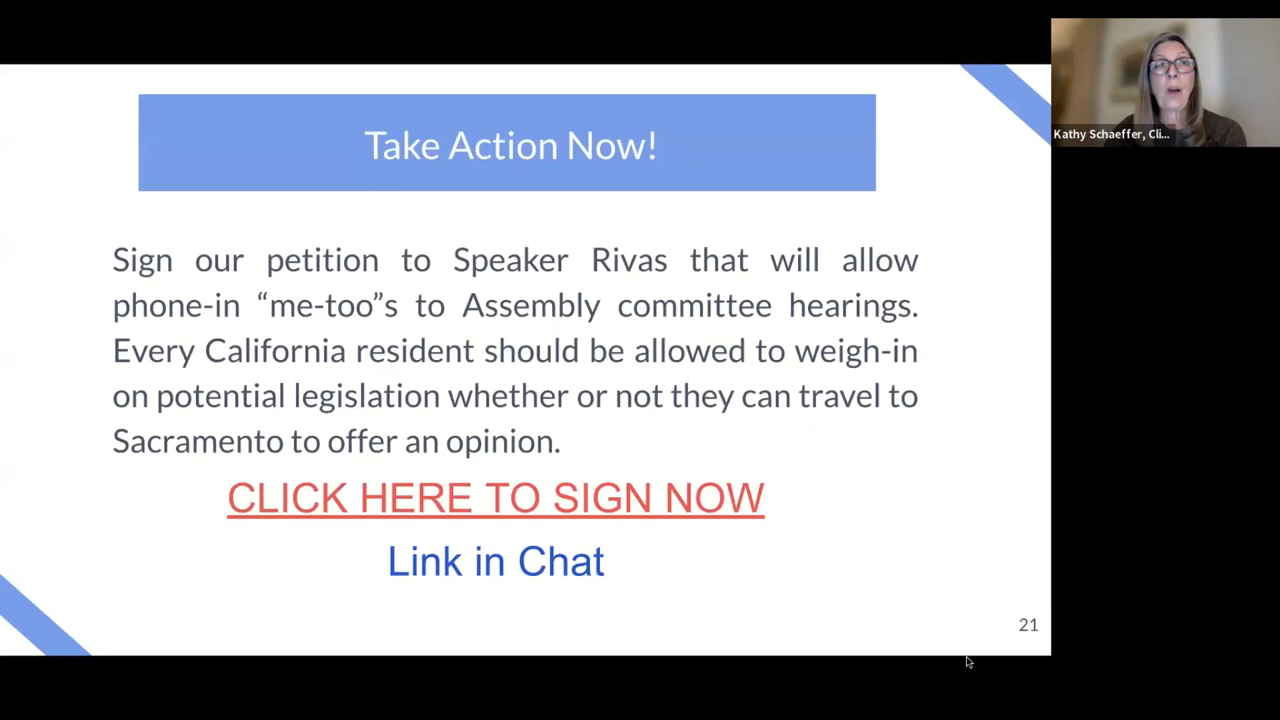 Take Action Now!
Sign our petition to Speaker Rivas that will allow
phone-in “me-too”s to Assembly committee hearings.
Every California resident should be allowed to weigh-in
on potential legislation whether or not they can travel to
Sacramento to offer an opinion.
CLICK HERE TO SIGN NOW
Link in Chat
21
Kathy Schaeffer, Cli...